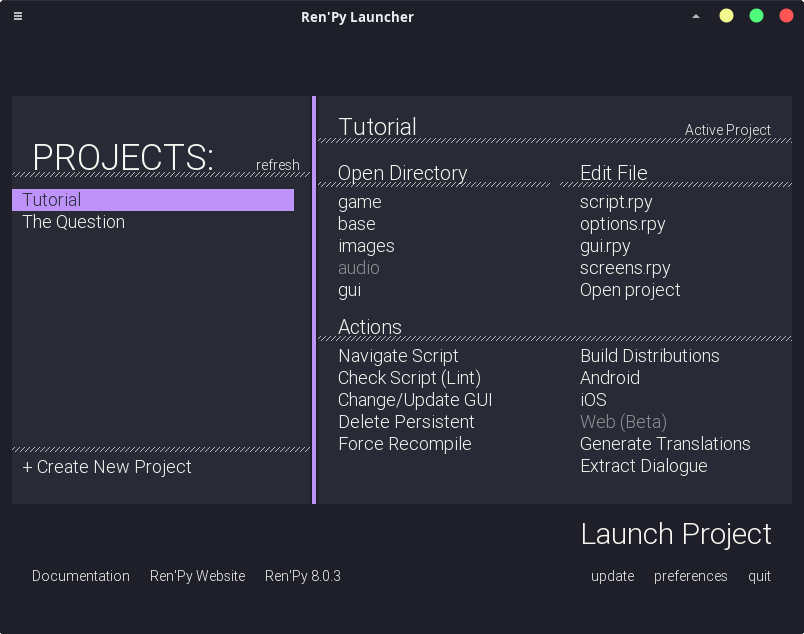 Ren'Py Launcher
PROJECTS:
refresh
Tutorial
The Question
+ Create New Project
Tutorial
Active Project
Open Directory
game
base
images
audio
gui
Edit File
script.rpy
options.rpy
gui.rpy
screens.rpy
Open project
Actions
Navigate Script
Check Script (Lint)
Change/Update GUI
Delete Persistent
Force Recompile
Build Distributions
Android
iOS
Web (Beta)
Generate Translations
Extract Dialogue
Launch Project
Documentation Ren'Py Website Ren'Py 8.0.3
update preferences quit